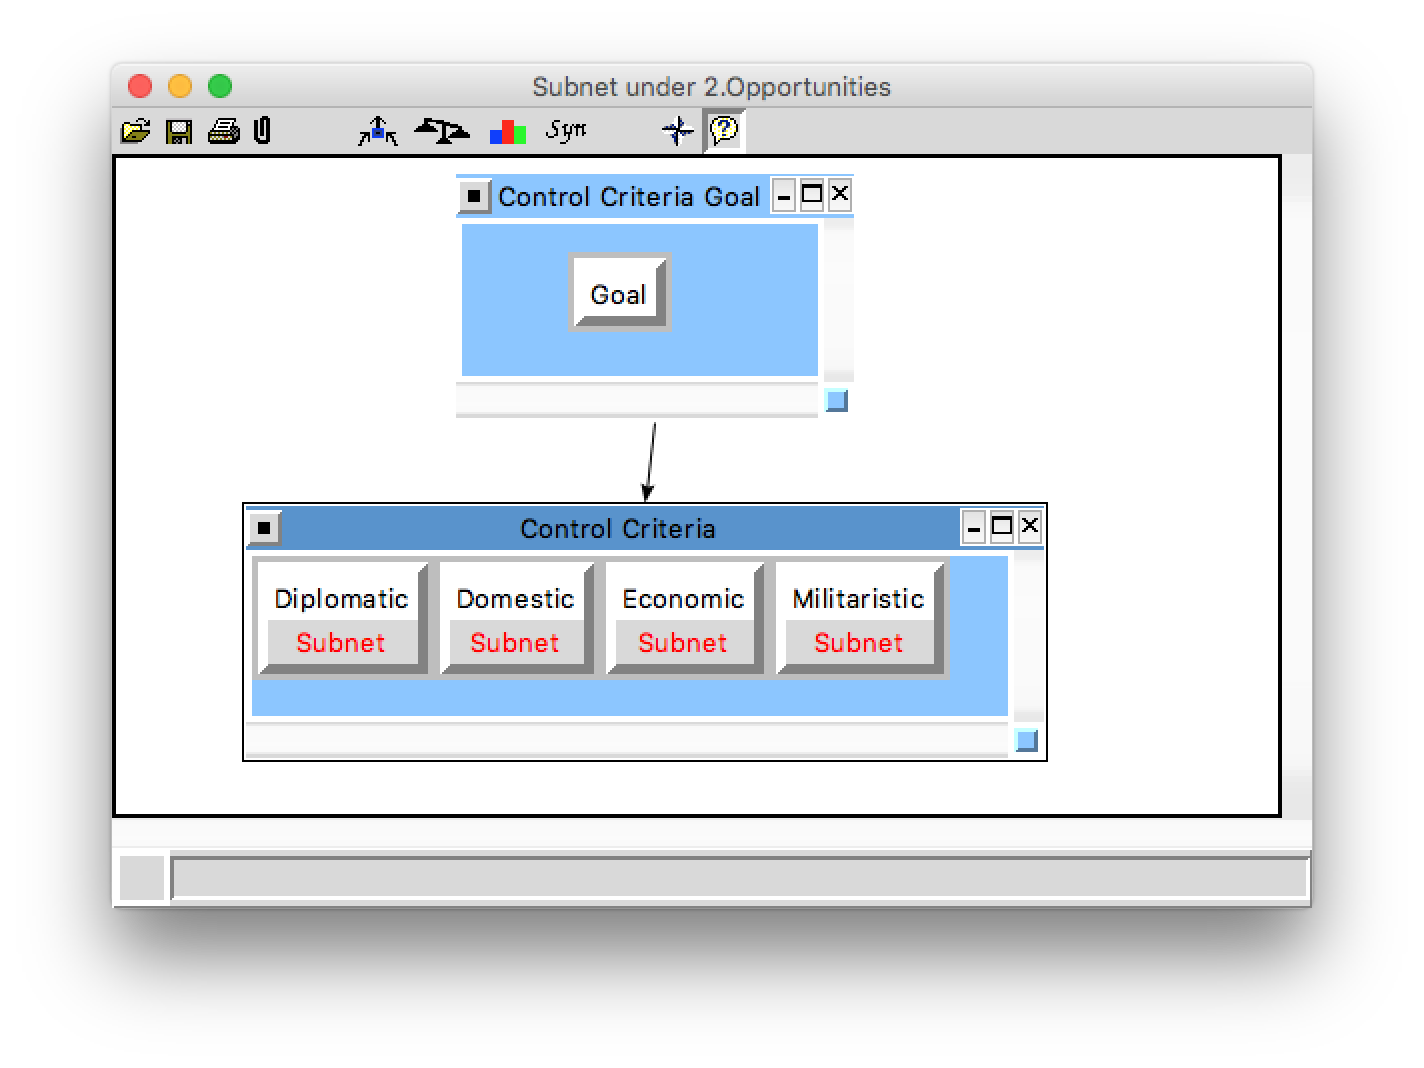 Subnet under 2.Opportunities
Syn
Control Criteria Goal
Goal
Control Criteria
Diplomatic Domestic Economic Militaristic
Subnet Subnet Subnet Subnet